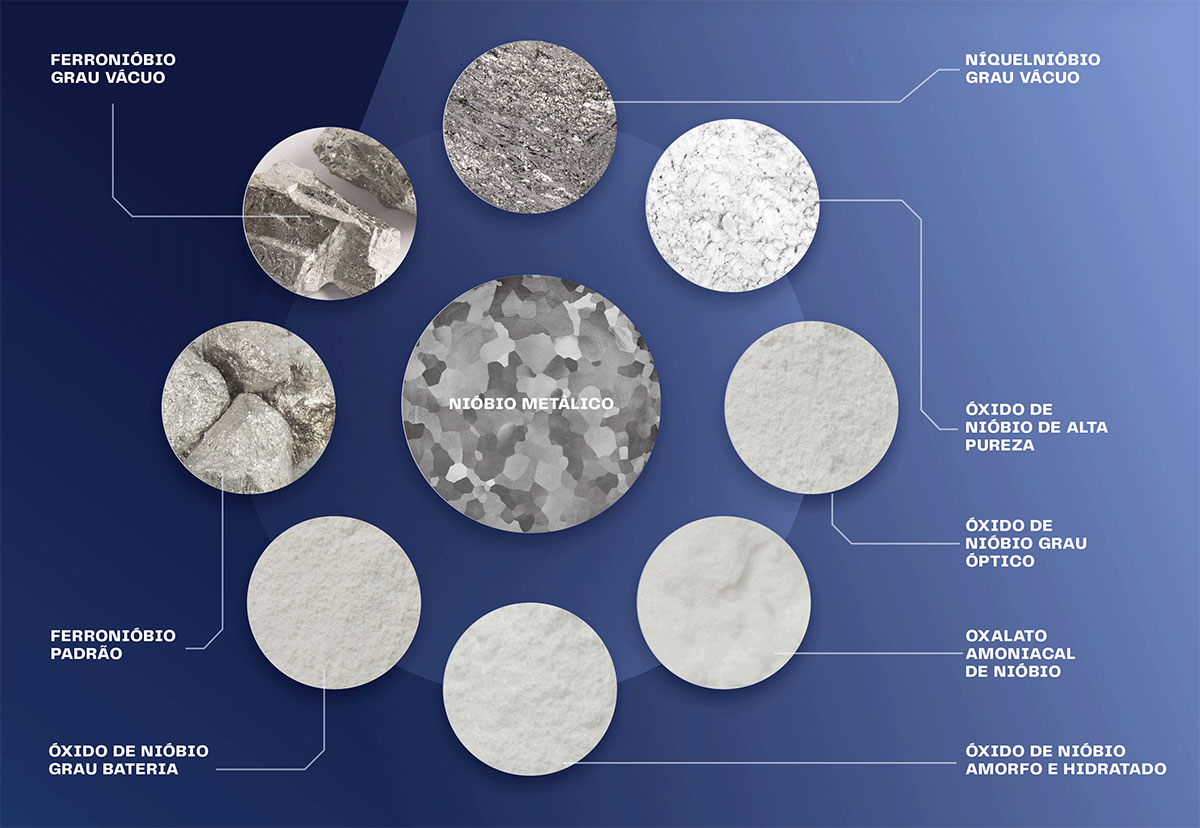 FERRONIÓBIO
GRAU VÁCUO
NÍQUELNIÓBIO
GRAU VÁCUO
NIÓBIO METÁLICO
ÓXIDO DE
NIÓBIO DE ALTA
PUREZA
ÓXIDO DE
NIÓBIO GRAU
ÓPTICO
FERRONIÓBIO
PADRÃO
OXALATO
AMONIACAL
DE NIÓBIO
ÓXIDO DE NIÓBIO
GRAU BATERIA
ÓXIDO DE NIÓBIO
AMORFO E HIDRATADO